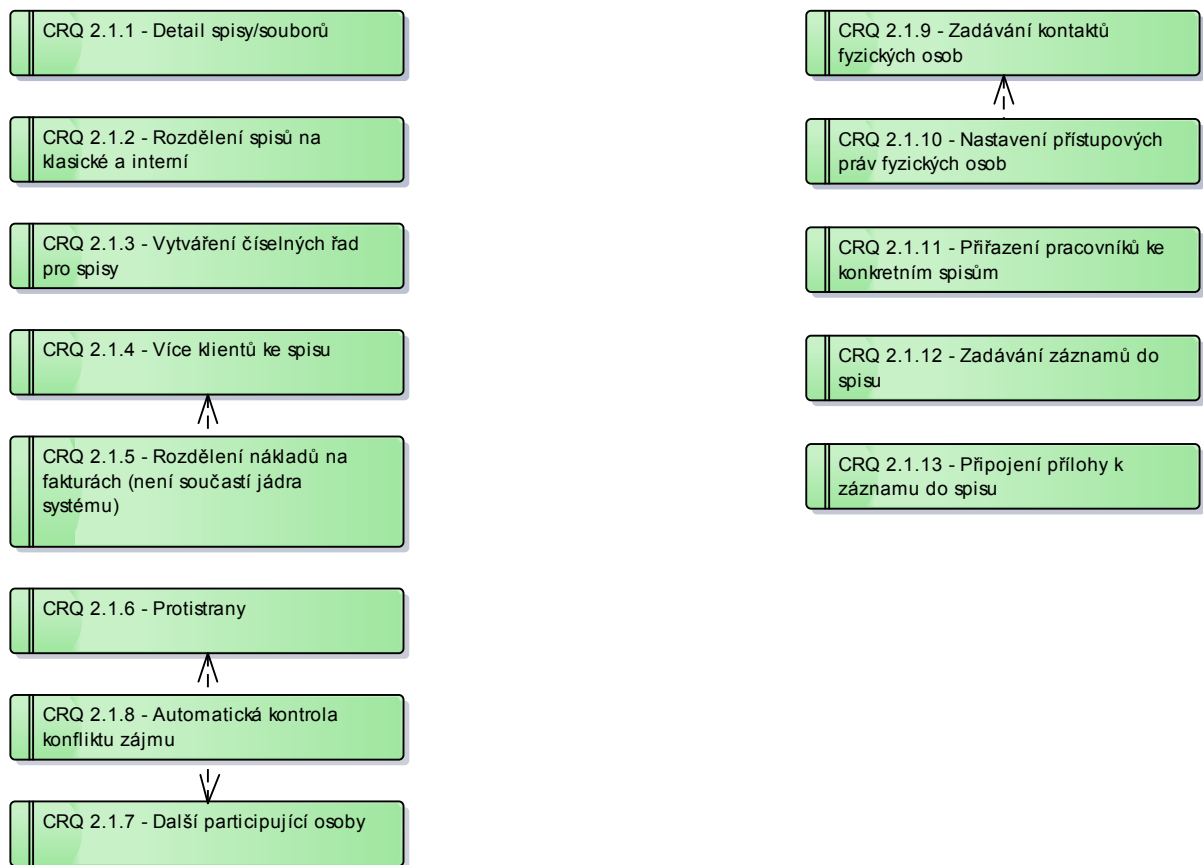 CRQ 2.1.1 - Detail spisy/souborů
CRQ 2.1.2 - Rozdělení spisů na
klasické a interní
CRQ 2.1.3 - Vytváření číselných řad
pro spisy
CRQ 2.1.4 - Více klientů ke spisu
CRQ 2.1.5 - Rozdělení nákladů na
fakturách (není součastí jádra
systému)
CRQ 2.1.6 - Protistrany
CRQ 2.1.8 - Automatická kontrola
konfliktu zájmu
CRQ 2.1.7 - Další participující osoby
CRQ 2.1.9 - Zadávání kontaktů
fyzických osob
CRQ 2.1.10 - Nastavení přístupových
práv fyzických osob
CRQ 2.1.11 - Přiřazení pracovníků ke
konkretním spisům
CRQ 2.1.12 - Zadávání záznamů do
spisu
CRQ 2.1.13 - Připojení přílohy k
záznamu do spisu